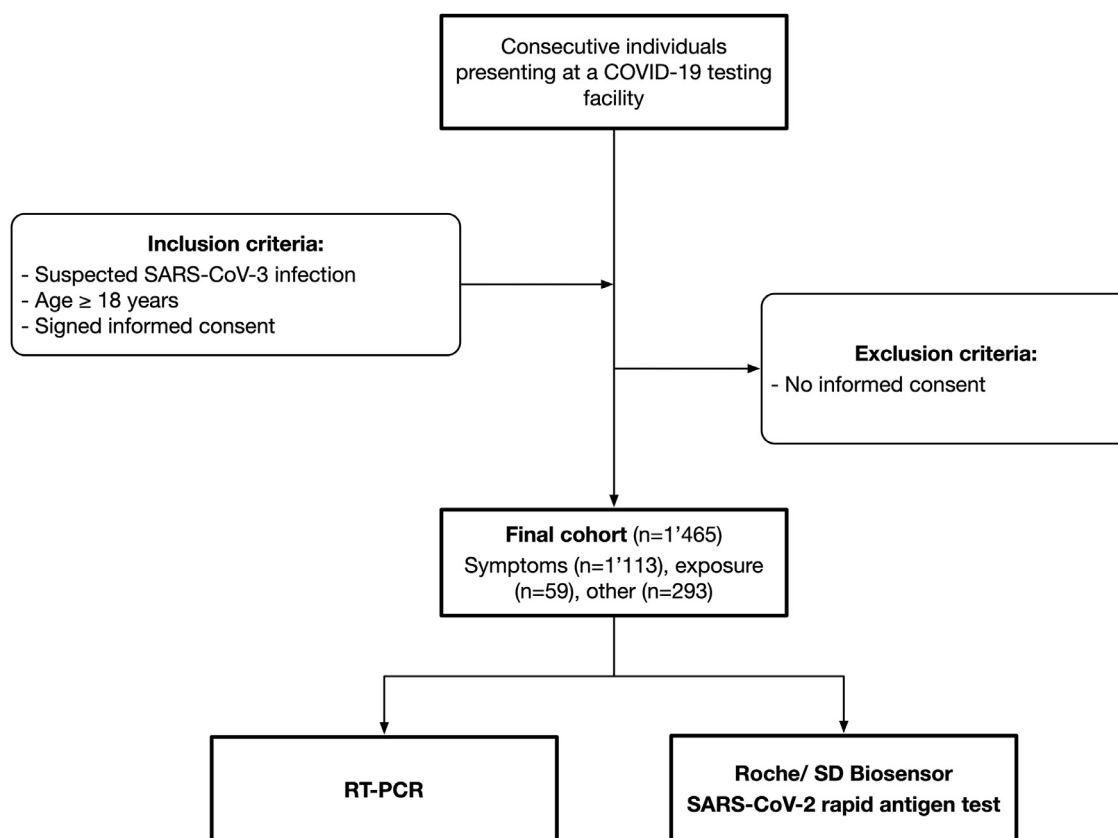 Consecutive individuals
presenting at a COVID-19 testing
facility
Inclusion criteria:
- Suspected SARS-CoV-3 infection
- Age ≥ 18 years
- Signed informed consent
Exclusion criteria:
- No informed consent
Final cohort (n=1’465)
Symptoms (n=1’113), exposure
(n=59), other (n=293)
RT-PCR
Roche/ SD Biosensor
SARS-CoV-2 rapid antigen test